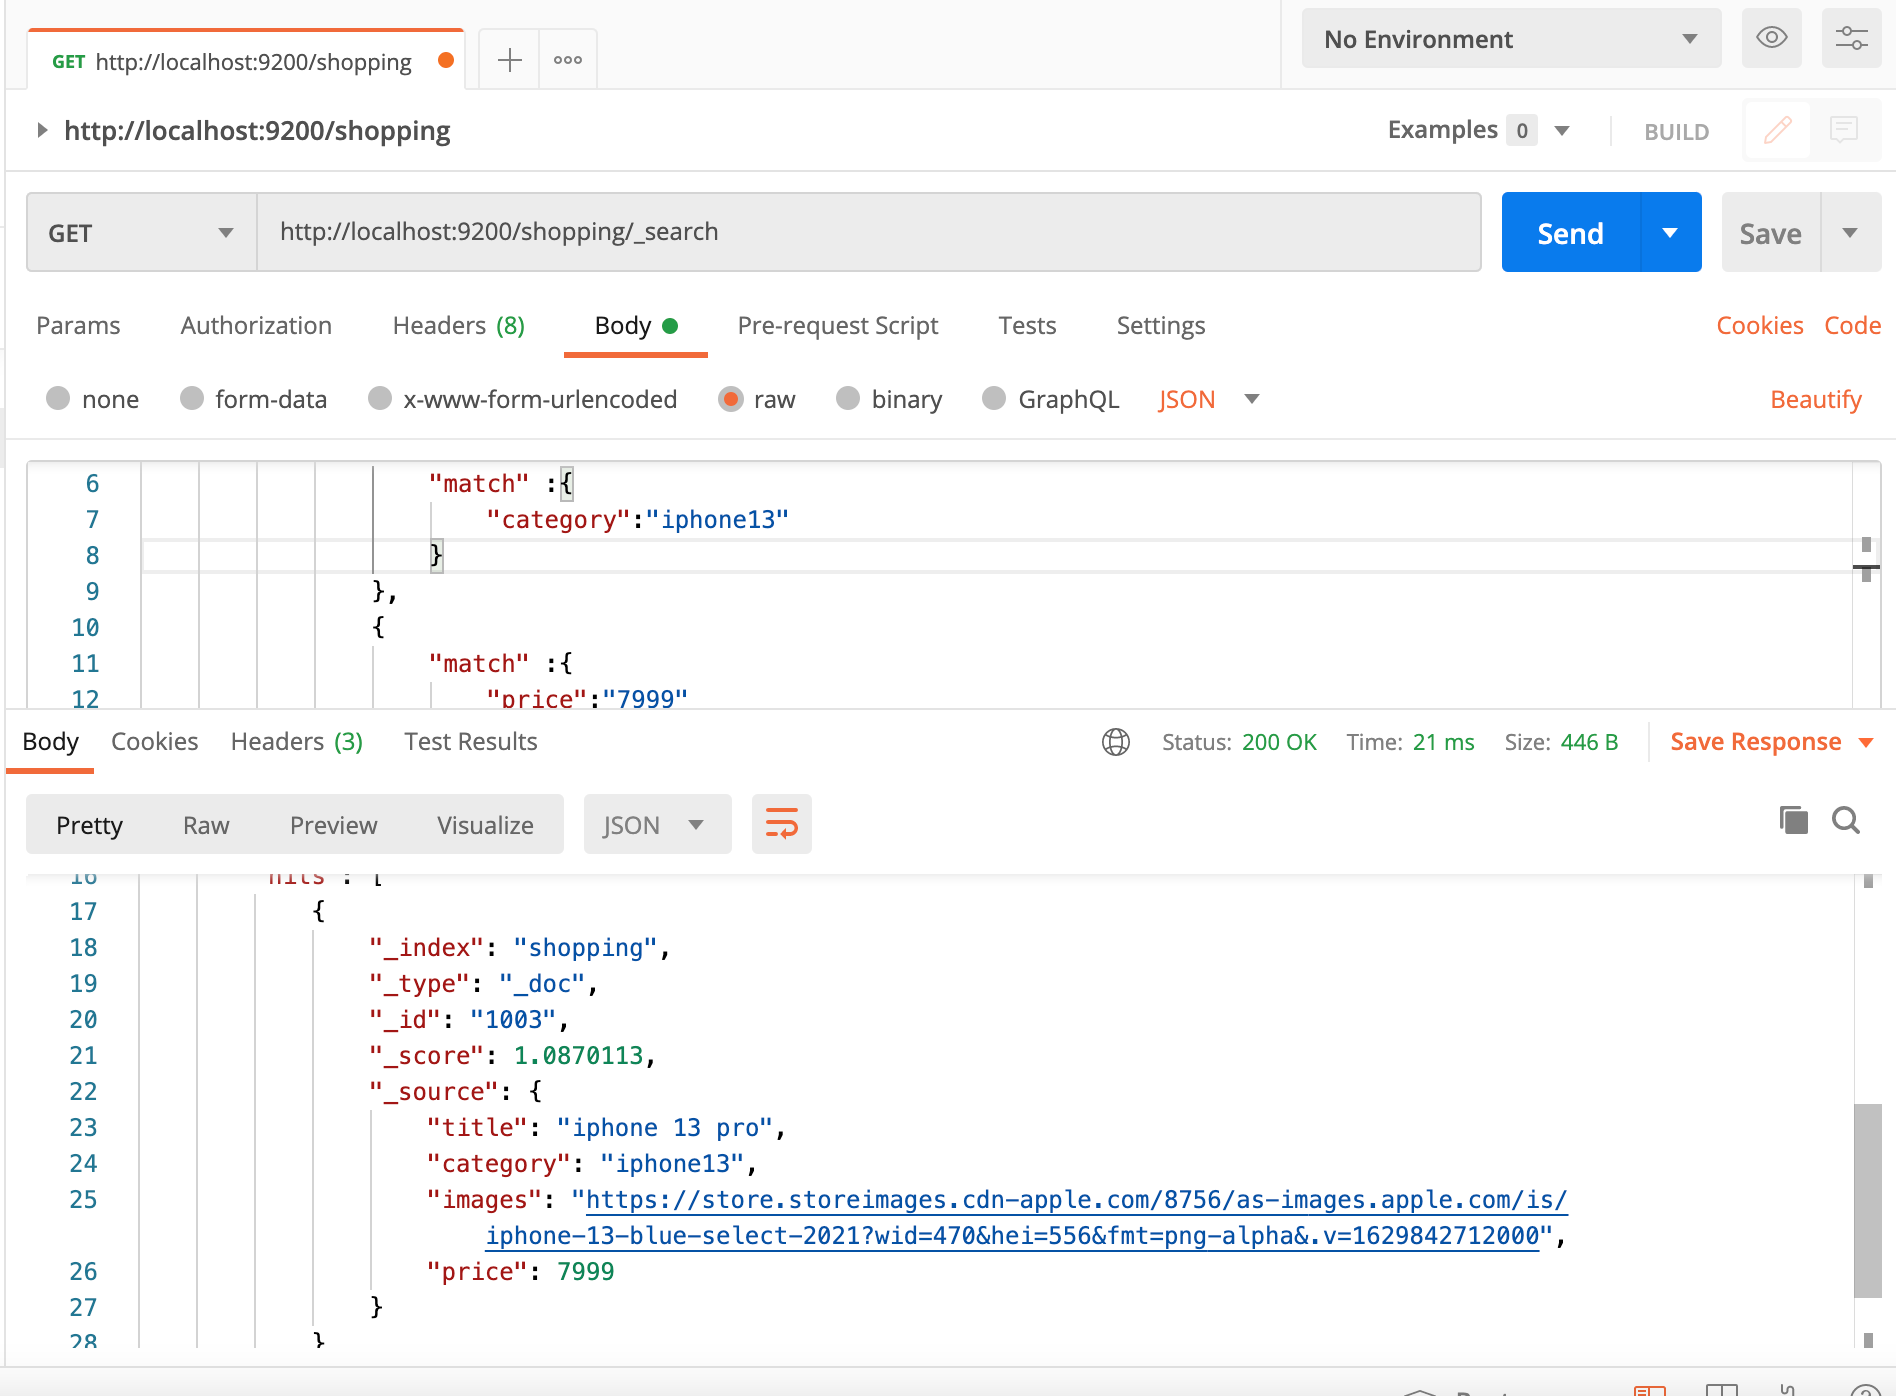 GET http://localhost:9200/shopping
No Environment
http://localhost:9200/shopping
Examples 0
BUILD
GET http://localhost:9200/shopping/_search
Send
Save
Params Authorization Headers (8) Body Pre-request Script Tests Settings Cookies Code
none form-data x-www-form-urlencoded raw binary GraphQL JSON Beautify
6 "match" :{
7 "category":"iphone13"
8 }
9 },
10 {
11 "match" :{
12 "price":"7999"
Body Cookies Headers (3) Test Results Status: 200 OK Time: 21 ms Size: 446 B Save Response
Pretty Raw Preview Visualize JSON
16 "hits": [
17 {
18 "_index": "shopping",
19 "_type": "_doc",
20 "_id": "1003",
21 "_score": 1.0870113,
22 "_source": {
23 "title": "iphone 13 pro",
24 "category": "iphone13",
25 "images": "https://store.storeimages.cdn-apple.com/8756/as-images.apple.com/is/
iphone-13-blue-select-2021?wid=470&hei=556&fmt=png-alpha&.v=1629842712000",
26 "price": 7999
27 }
28 }